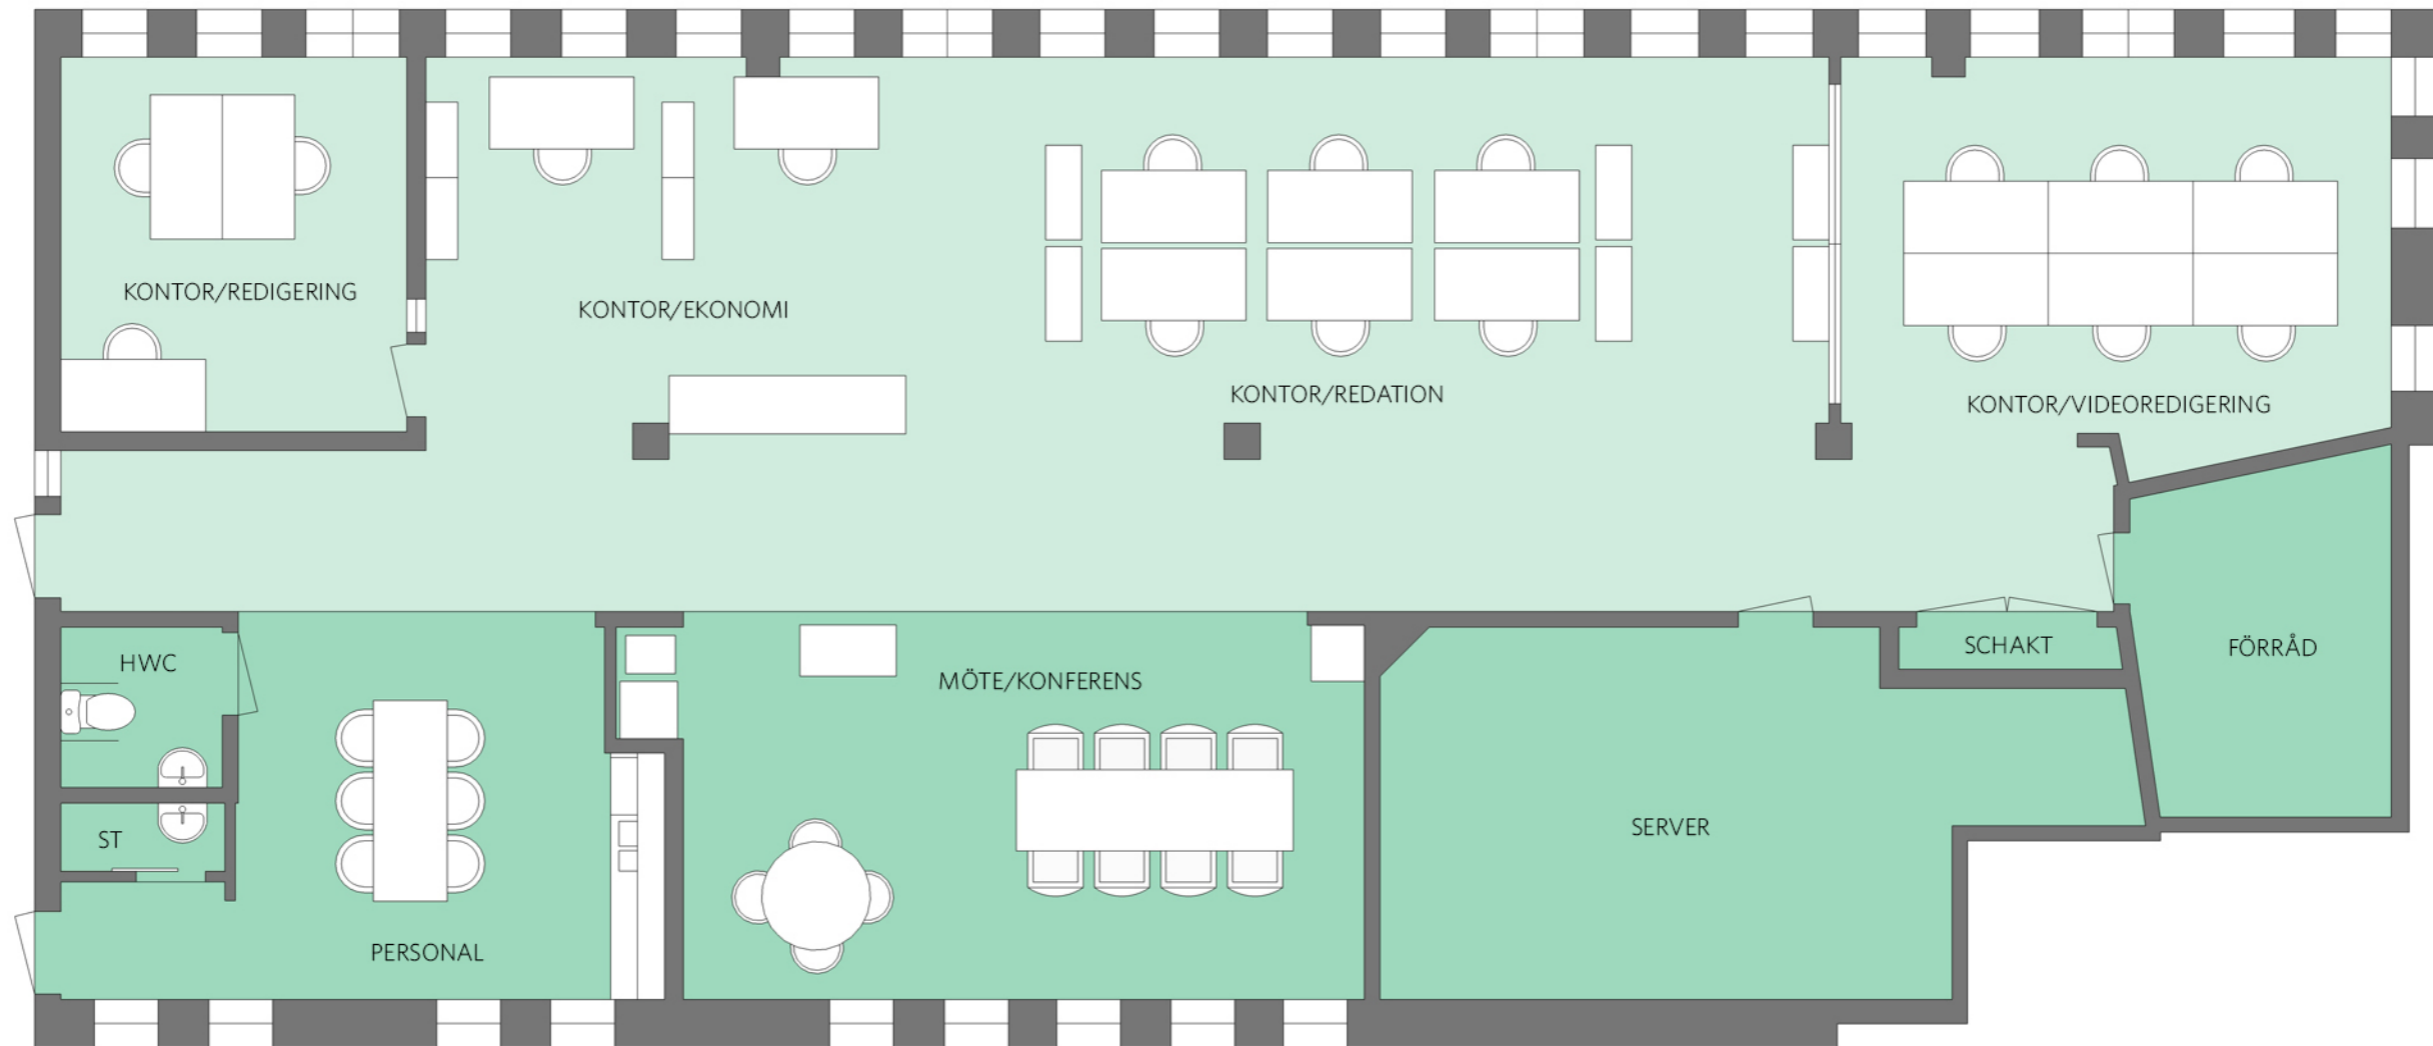 KONTOR/REDIGERING
KONTOR/EKONOMI
KONTOR/REDATION
KONTOR/VIDEOREDIGERING
HWC
ST
PERSONAL
MÖTE/KONFERENS
SERVER
SCHAKT
FÖRRÅD